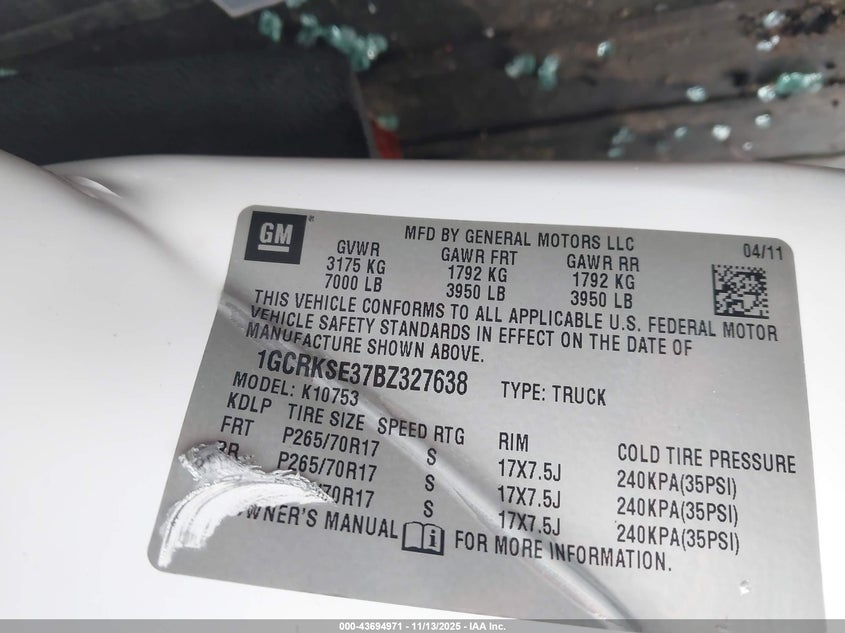 GM
MFD BY GENERAL MOTORS LLC 04/11
GVWR GAWR FRT GAWR RR
3175 KG 1792 KG 1792 KG
7000 LB 3950 LB 3950 LB
THIS VEHICLE CONFORMS TO ALL APPLICABLE U.S. FEDERAL MOTOR
VEHICLE SAFETY STANDARDS IN EFFECT ON THE DATE OF
MANUFACTURE SHOWN ABOVE.
1GCRKSE37BZ327638 TYPE: TRUCK
MODEL: K10753
KDLP TIRE SIZE SPEED RTG RIM COLD TIRE PRESSURE
FRT P265/70R17 S 17X7.5J 240KPA(35PSI)
RR P265/70R17 S 17X7.5J 240KPA(35PSI)
/70R17 S 17X7.5J 240KPA(35PSI)
OWNER'S MANUAL FOR MORE INFORMATION.
000-43694971 - 11/13/2025 - IAA Inc.